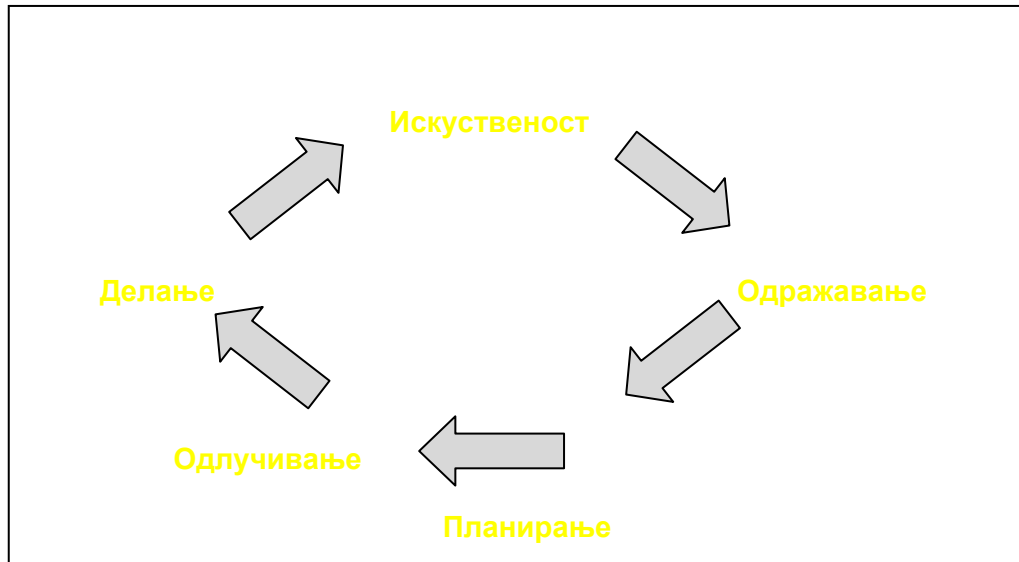 Искуственост
Делање
Одражавање
Одлучивање
Планирање